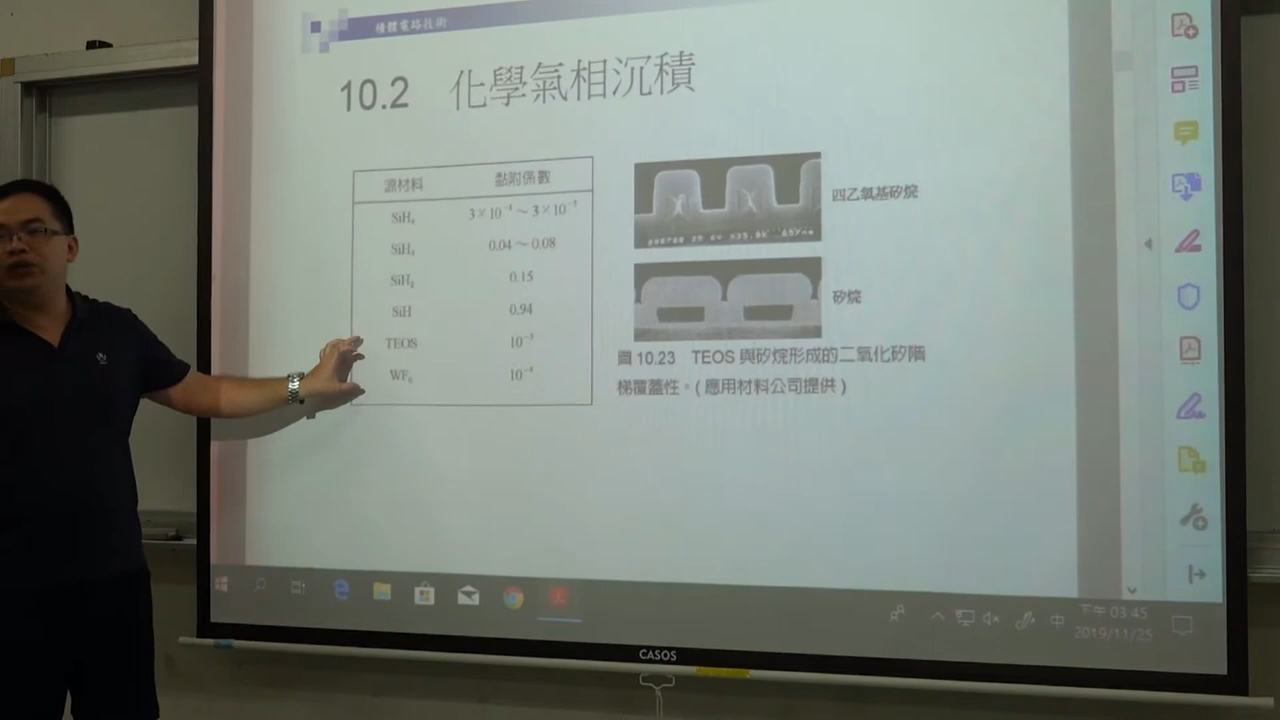 積體電路技術
10.2 化學氣相沉積
源材料 黏附係數
SiH₄ 3×10⁻⁴～3×10⁻⁵
SiH₃ 0.04～0.08
SiH₂ 0.15
SiH 0.94
TEOS 10⁻³
WF₆ 10⁻⁴
四乙氧基矽烷
矽烷
圖 10.23 TEOS 與矽烷形成的二氧化矽階
梯覆蓋性。(應用材料公司提供)
中
下午 03:45
2019/11/25
CASOS